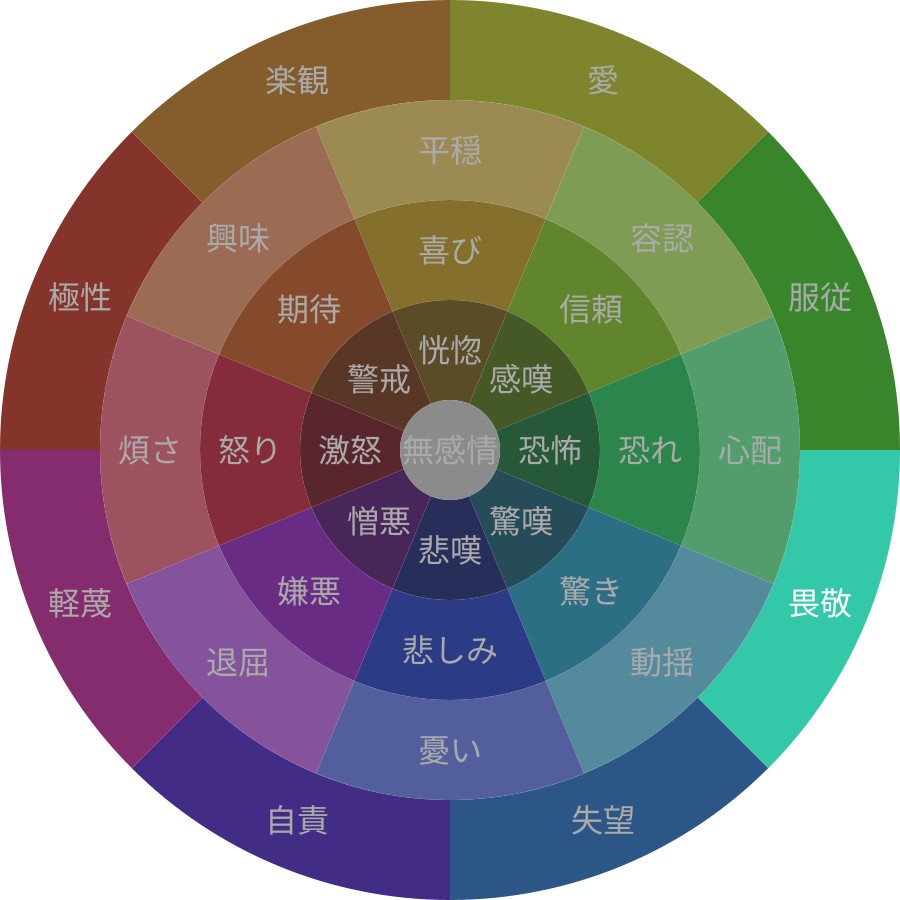 楽観
愛
平穏
興味
容認
喜び
極性
期待
信頼
服従
恍惚
警戒
感嘆
煩さ
怒り
激怒
無感情
恐怖
恐れ
心配
憎悪
驚嘆
悲嘆
軽蔑
嫌悪
驚き
畏敬
退屈
悲しみ
動揺
憂い
自責
失望